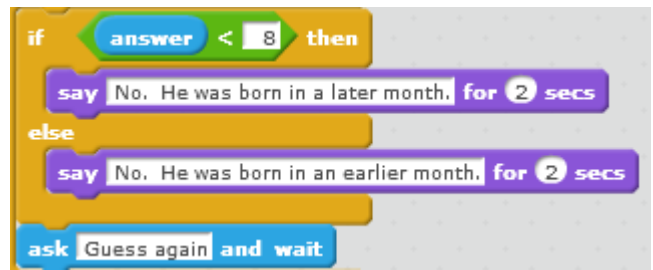 if answer < 8 then
say No. He was born in a later month. for 2 secs
else
say No. He was born in an earlier month. for 2 secs
ask Guess again and wait